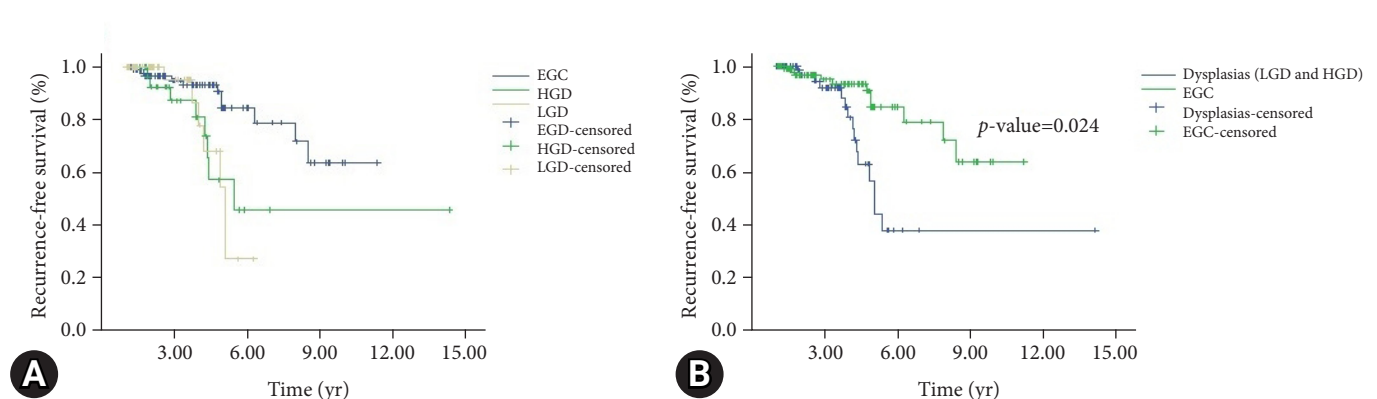 Recurrence-free survival (%)
1.0
0.8
0.6
0.4
0.2
0.0
3.00 6.00 9.00 12.00 15.00
Time (yr)
EGC
HGD
LGD
EGD-censored
HGD-censored
LGD-censored
A
Recurrence-free survival (%)
1.0
0.8
0.6
0.4
0.2
0.0
3.00 6.00 9.00 12.00 15.00
Time (yr)
p-value=0.024
Dysplasias (LGD and HGD)
EGC
Dysplasias-censored
EGC-censored
B